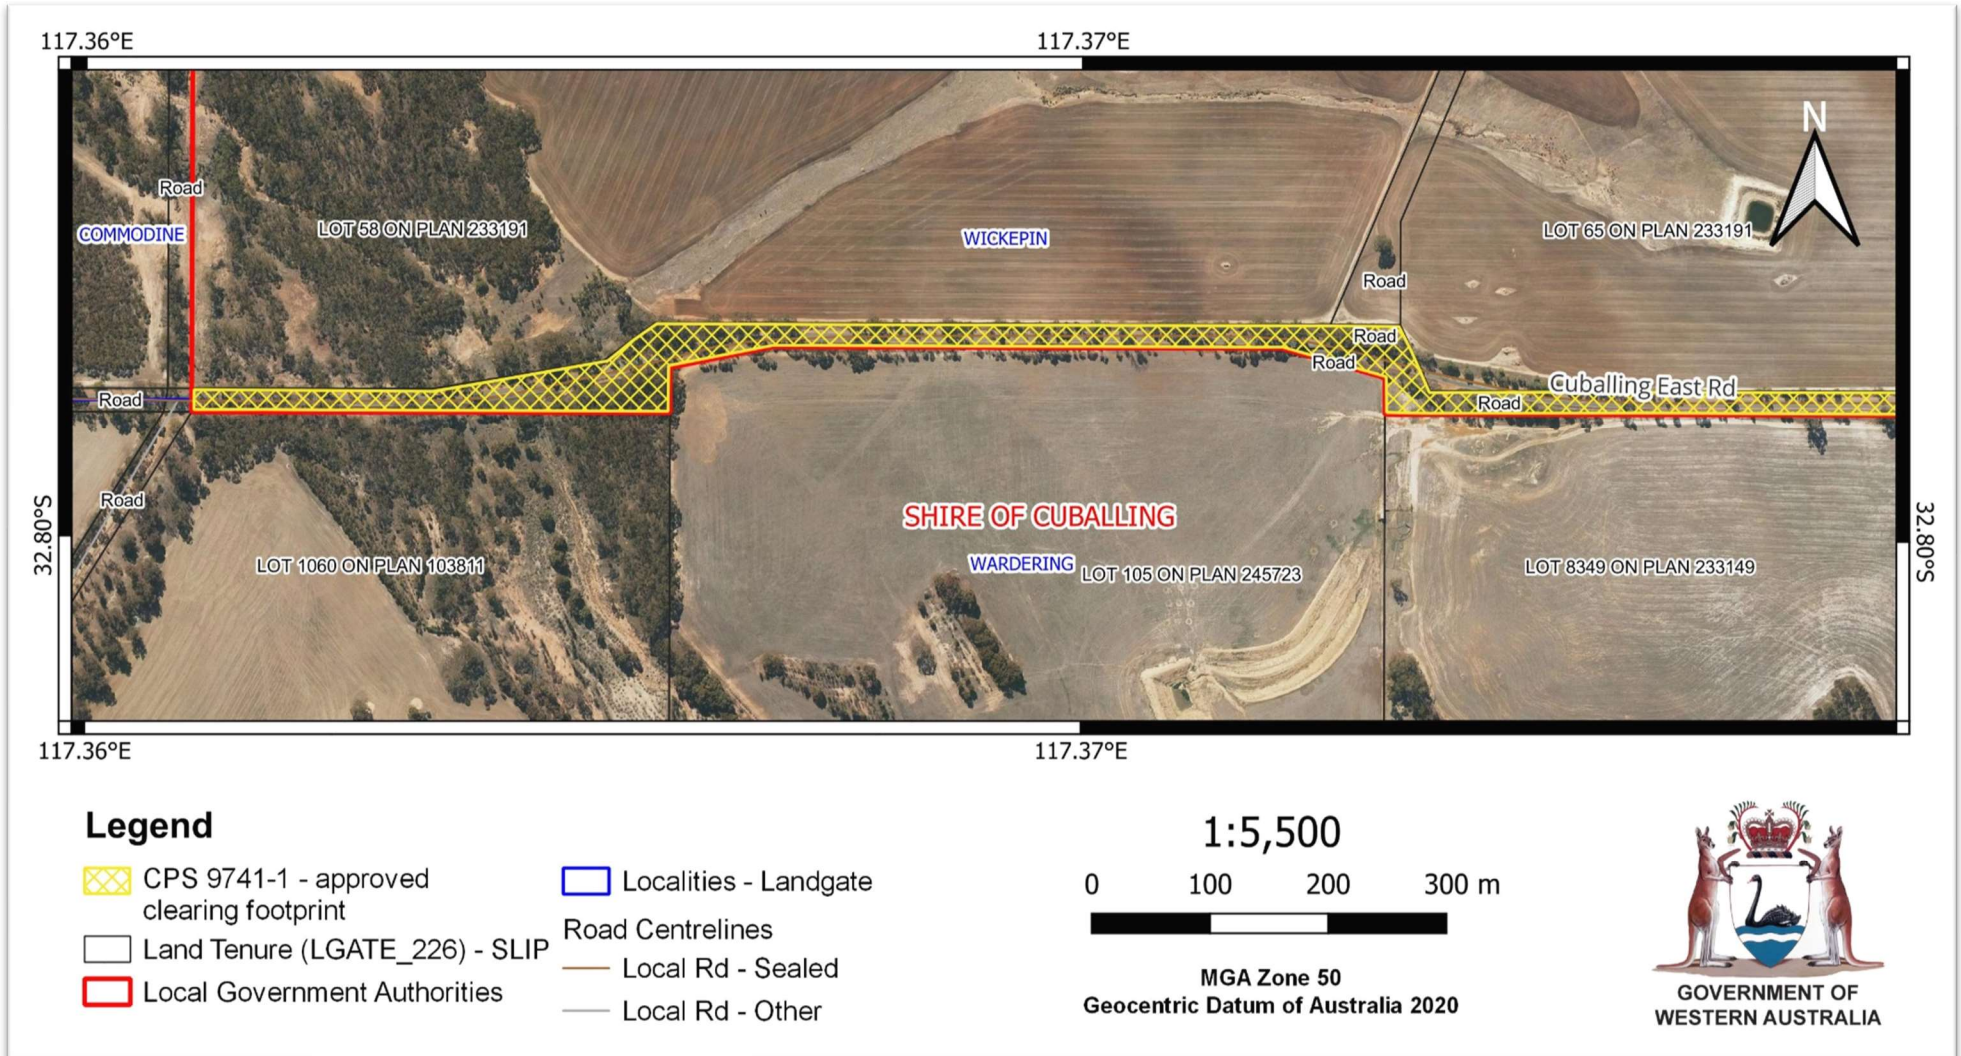 117.36°E
117.37°E
N
Road
COMMODINE
LOT 58 ON PLAN 233191
WICKEPIN
LOT 65 ON PLAN 233191
Road
Road
Road
Road
Cuballing East Rd
Road
Road
SHIRE OF CUBALLING
WARDERING
LOT 105 ON PLAN 245723
LOT 1060 ON PLAN 103811
LOT 8349 ON PLAN 233149
32.80°S
32.80°S
117.36°E
117.37°E
Legend
CPS 9741-1 - approved
clearing footprint
Land Tenure (LGATE_226) - SLIP
Local Government Authorities
Localities - Landgate
Road Centrelines
Local Rd - Sealed
Local Rd - Other
1:5,500
0 100 200 300 m
MGA Zone 50
Geocentric Datum of Australia 2020
GOVERNMENT OF
WESTERN AUSTRALIA